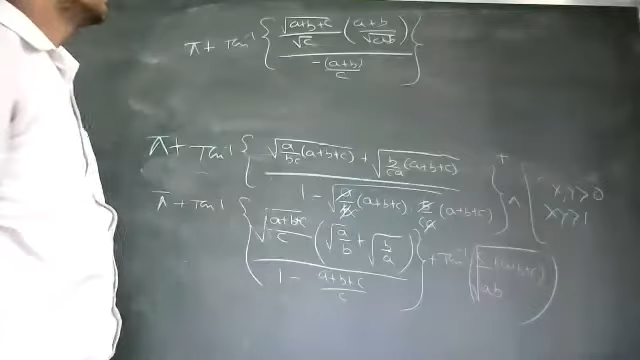 π + Tan⁻¹ { (√(a+b+c)/√c ((a+b)/√(ab))) / (-(a+b)/c) }
π + Tan⁻¹ { (√(a/bc (a+b+c)) + √(b/ca (a+b+c))) / (1 - √(a/bc (a+b+c) · b/ca (a+b+c))) }
x, y > 0
xy > 1
π + Tan⁻¹ { (√((a+b+c)/c) (√(a/b) + √(b/a))) / (1 - (a+b+c)/c) } + Tan⁻¹ (√(c(a+b+c)/ab))